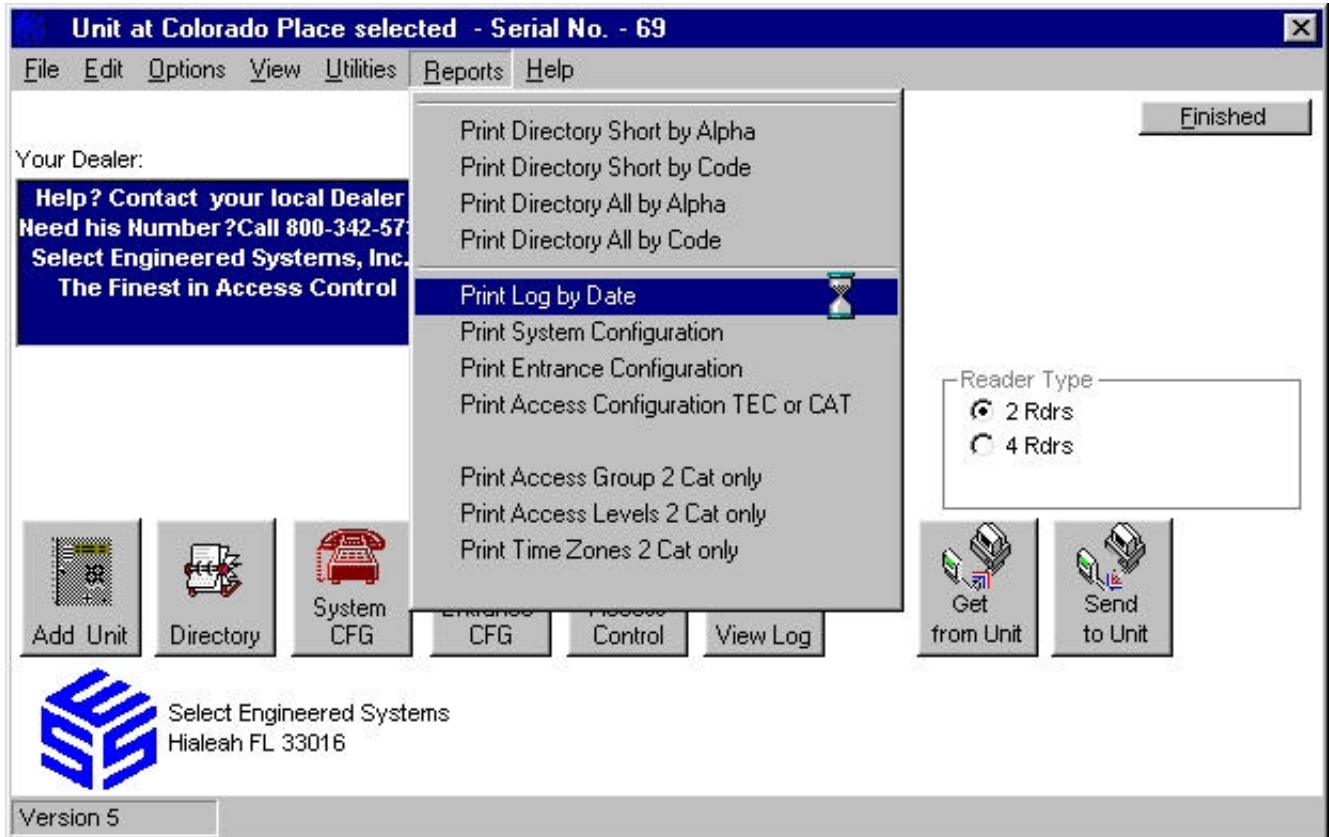 Unit at Colorado Place selected - Serial No. - 69
File Edit Options View Utilities Reports Help
Finished
Your Dealer:
Help? Contact your local Dealer
Need his Number?Call 800-342-57
Select Engineered Systems, Inc.
The Finest in Access Control
Print Directory Short by Alpha
Print Directory Short by Code
Print Directory All by Alpha
Print Directory All by Code
Print Log by Date
Print System Configuration
Print Entrance Configuration
Print Access Configuration TEC or CAT
Print Access Group 2 Cat only
Print Access Levels 2 Cat only
Print Time Zones 2 Cat only
Reader Type
2 Rdrs
4 Rdrs
Add Unit
Directory
System
CFG
CFG
Control
View Log
Get
from Unit
Send
to Unit
SES
Select Engineered Systems
Hialeah FL 33016
Version 5